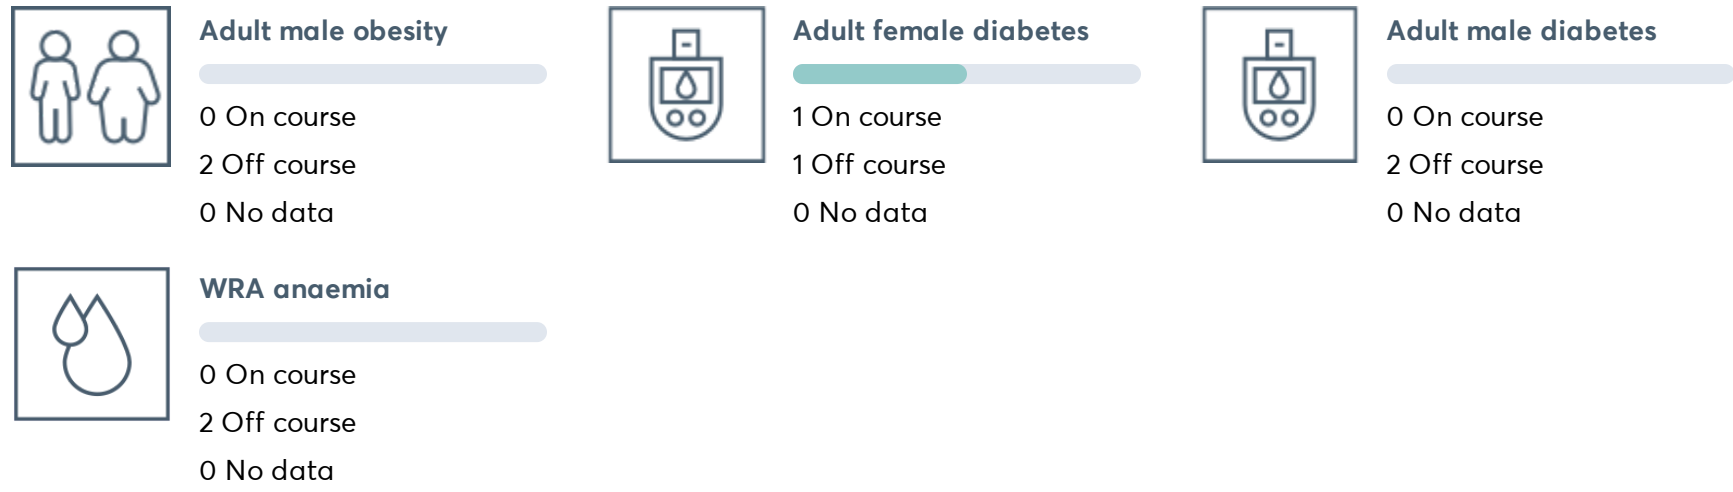 Adult male obesity
0 On course
2 Off course
0 No data
Adult female diabetes
1 On course
1 Off course
0 No data
Adult male diabetes
0 On course
2 Off course
0 No data
WRA anaemia
0 On course
2 Off course
0 No data